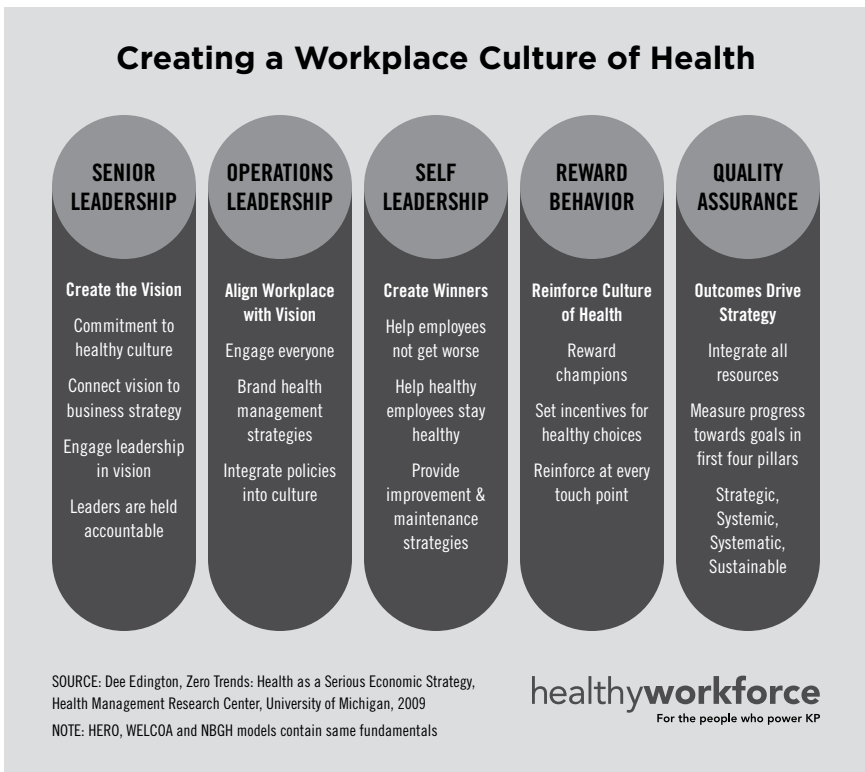 Creating a Workplace Culture of Health
SENIOR
LEADERSHIP
Create the Vision
Commitment to
healthy culture
Connect vision to
business strategy
Engage leadership
in vision
Leaders are held
accountable
OPERATIONS
LEADERSHIP
Align Workplace
with Vision
Engage everyone
Brand health
management
strategies
Integrate policies
into culture
SELF
LEADERSHIP
Create Winners
Help employees
not get worse
Help healthy
employees stay
healthy
Provide
improvement &
maintenance
strategies
REWARD
BEHAVIOR
Reinforce Culture
of Health
Reward
champions
Set incentives for
healthy choices
Reinforce at every
touch point
QUALITY
ASSURANCE
Outcomes Drive
Strategy
Integrate all
resources
Measure progress
towards goals in
first four pillars
Strategic,
Systemic,
Systematic,
Sustainable
SOURCE: Dee Edington, Zero Trends: Health as a Serious Economic Strategy,
Health Management Research Center, University of Michigan, 2009
NOTE: HERO, WELCOA and NBGH models contain same fundamentals
healthyworkforce
For the people who power KP